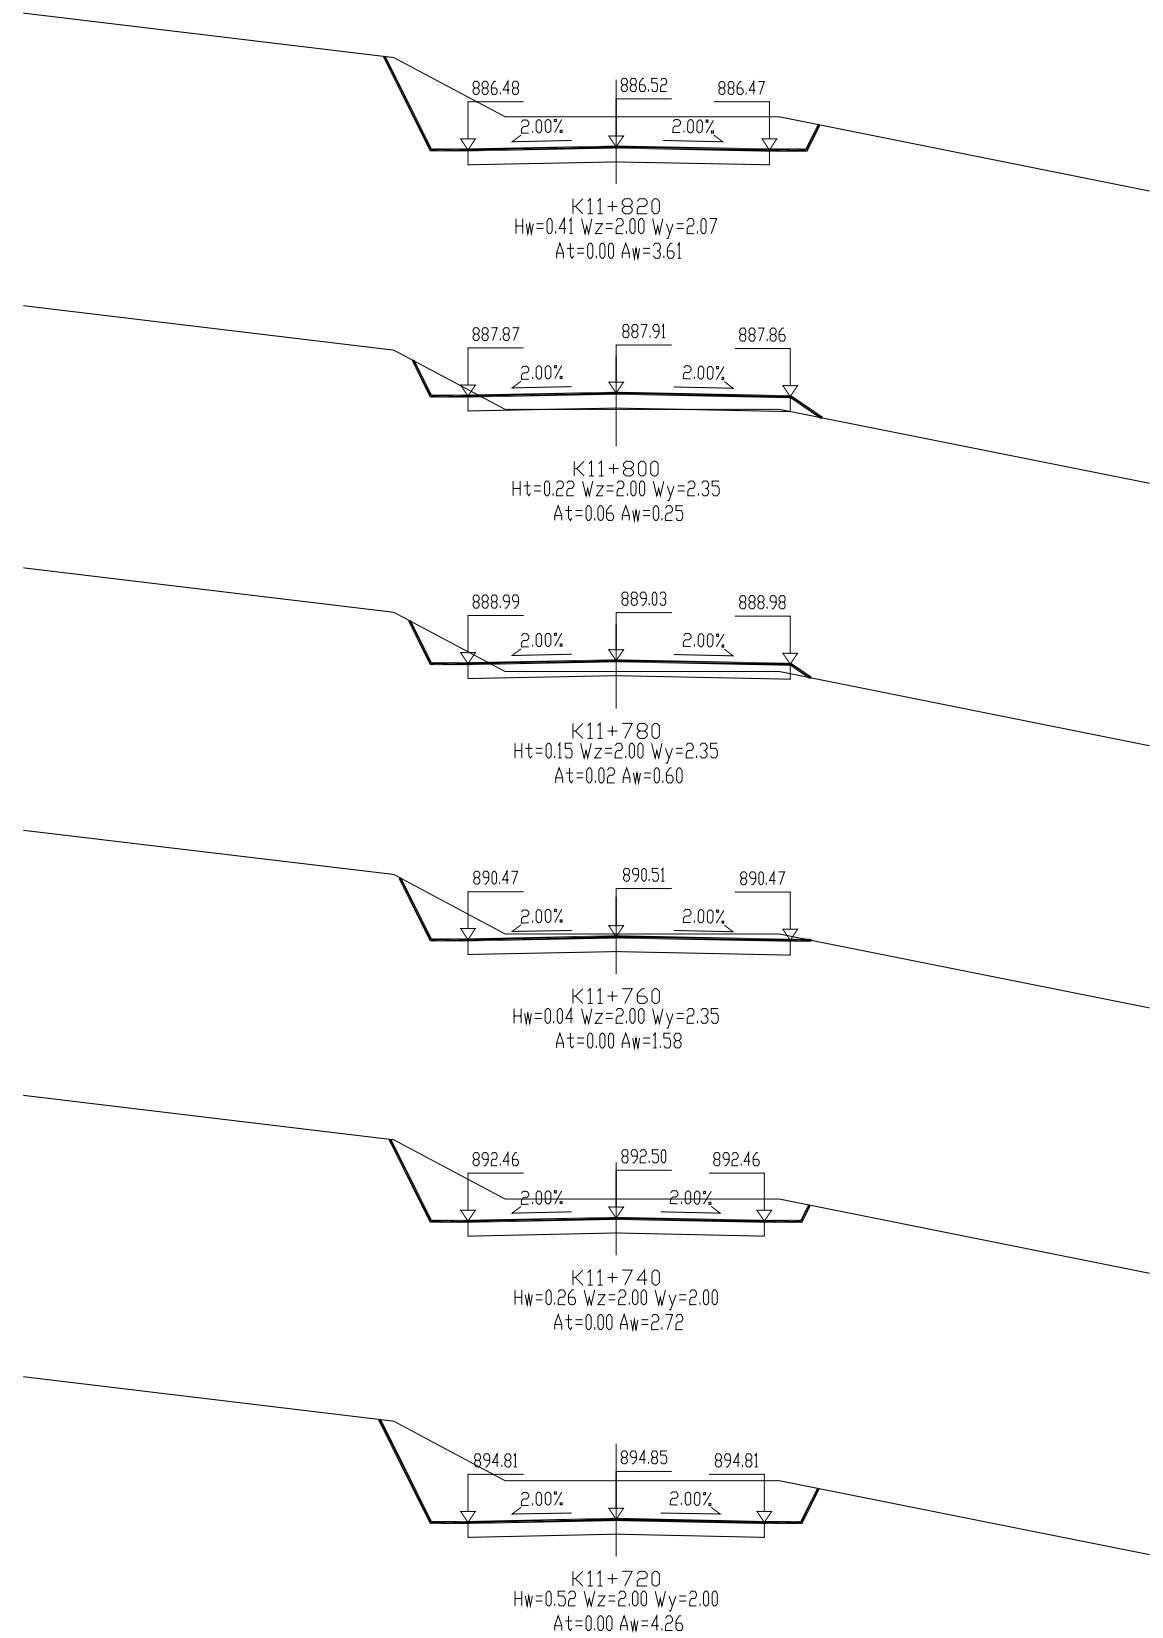 886.48 886.52 886.47
2.00% 2.00%
K11+820
Hw=0.41 Wz=2.00 Wy=2.07
At=0.00 Aw=3.61
887.87 887.91 887.86
2.00% 2.00%
K11+800
Ht=0.22 Wz=2.00 Wy=2.35
At=0.06 Aw=0.25
888.99 889.03 888.98
2.00% 2.00%
K11+780
Ht=0.15 Wz=2.00 Wy=2.35
At=0.02 Aw=0.60
890.47 890.51 890.47
2.00% 2.00%
K11+760
Hw=0.04 Wz=2.00 Wy=2.35
At=0.00 Aw=1.58
892.46 892.50 892.46
2.00% 2.00%
K11+740
Hw=0.26 Wz=2.00 Wy=2.00
At=0.00 Aw=2.72
894.81 894.85 894.81
2.00% 2.00%
K11+720
Hw=0.52 Wz=2.00 Wy=2.00
At=0.00 Aw=4.26